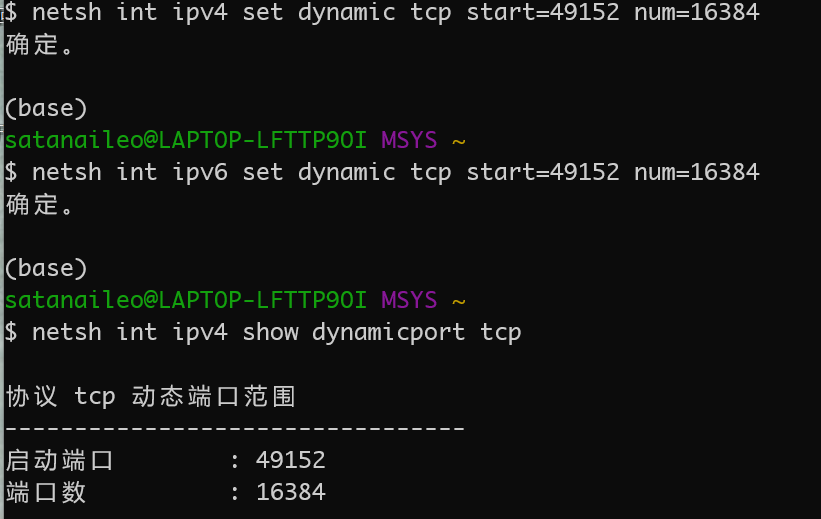 $ netsh int ipv4 set dynamic tcp start=49152 num=16384
确定。
(base)
satanaileo@LAPTOP-LFTTP9OI MSYS ~
$ netsh int ipv6 set dynamic tcp start=49152 num=16384
确定。
(base)
satanaileo@LAPTOP-LFTTP9OI MSYS ~
$ netsh int ipv4 show dynamicport tcp
协议 tcp 动态端口范围
---------------------------------
启动端口        : 49152
端口数          : 16384